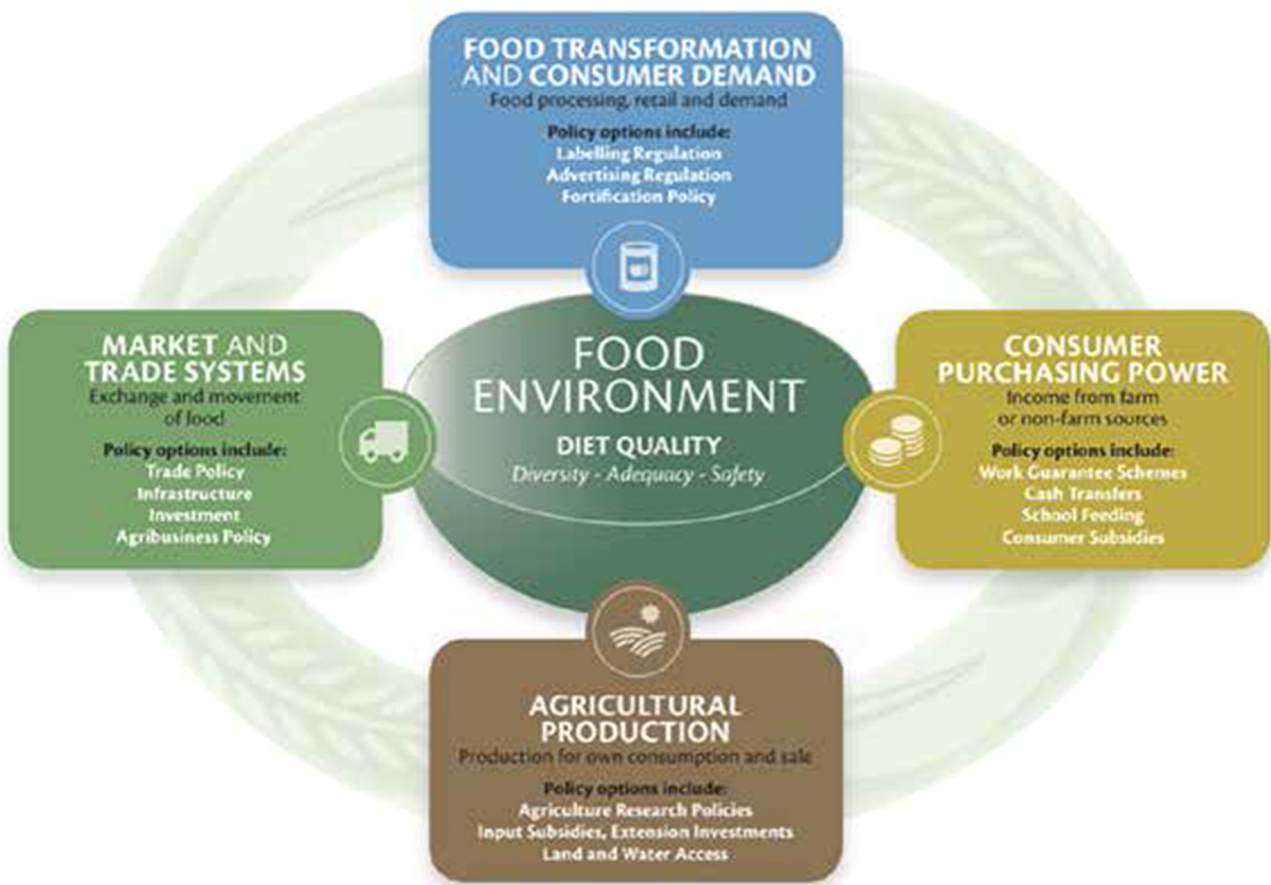 FOOD TRANSFORMATION
AND CONSUMER DEMAND
Food processing, retail and demand
Policy options include:
Labelling Regulation
Advertising Regulation
Fortification Policy
MARKET AND
TRADE SYSTEMS
Exchange and movement
of food
Policy options include:
Trade Policy
Infrastructure
Investment
Agribusiness Policy
FOOD
ENVIRONMENT
DIET QUALITY
Diversity - Adequacy - Safety
CONSUMER
PURCHASING POWER
Income from farm
or non-farm sources
Policy options include:
Work Guarantee Schemes
Cash Transfers
School Feeding
Consumer Subsidies
AGRICULTURAL
PRODUCTION
Production for own consumption and sale
Policy options include:
Agriculture Research Policies
Input Subsidies, Extension Investments
Land and Water Access